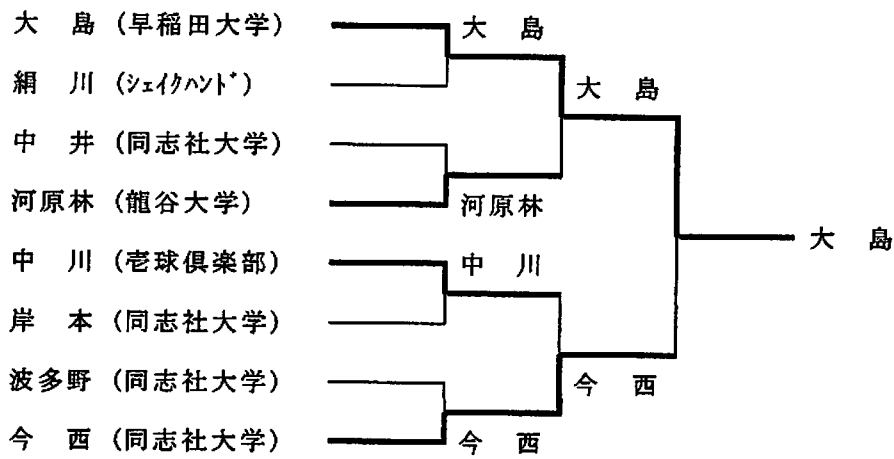 大 島 (早稲田大学)
絹 川 (ｼｪｲｸﾊﾝﾄﾞ)
中 井 (同志社大学)
河原林 (龍谷大学)
中 川 (壱球倶楽部)
岸 本 (同志社大学)
波多野 (同志社大学)
今 西 (同志社大学)
大 島
河原林
中 川
今 西
大 島
今 西
大 島